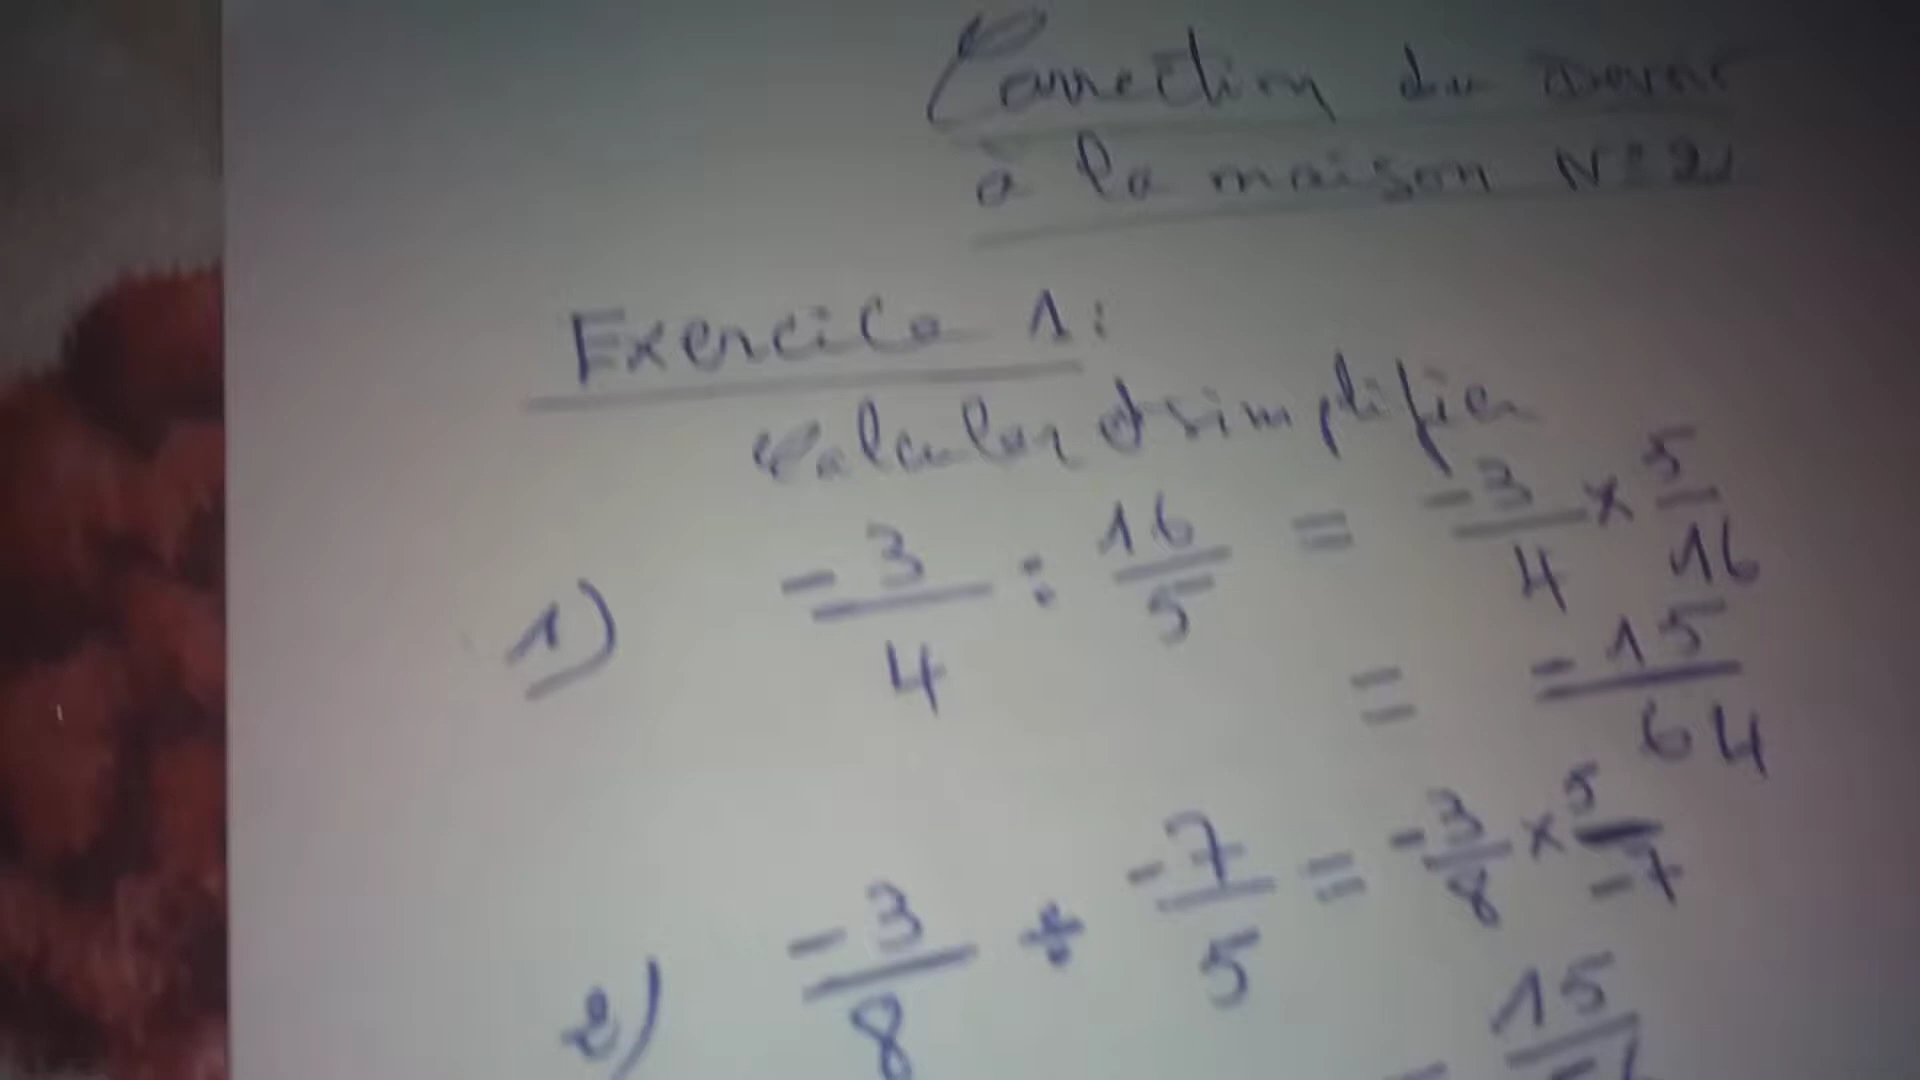 Correction du devoir
à la maison N°2
Exercice 1:
Calculer et simplifier
1) -3/4 : 16/5 = -3/4 × 5/16
= -15/64
2) -3/8 ÷ -7/5 = -3/8 × 5/-7
= 15/